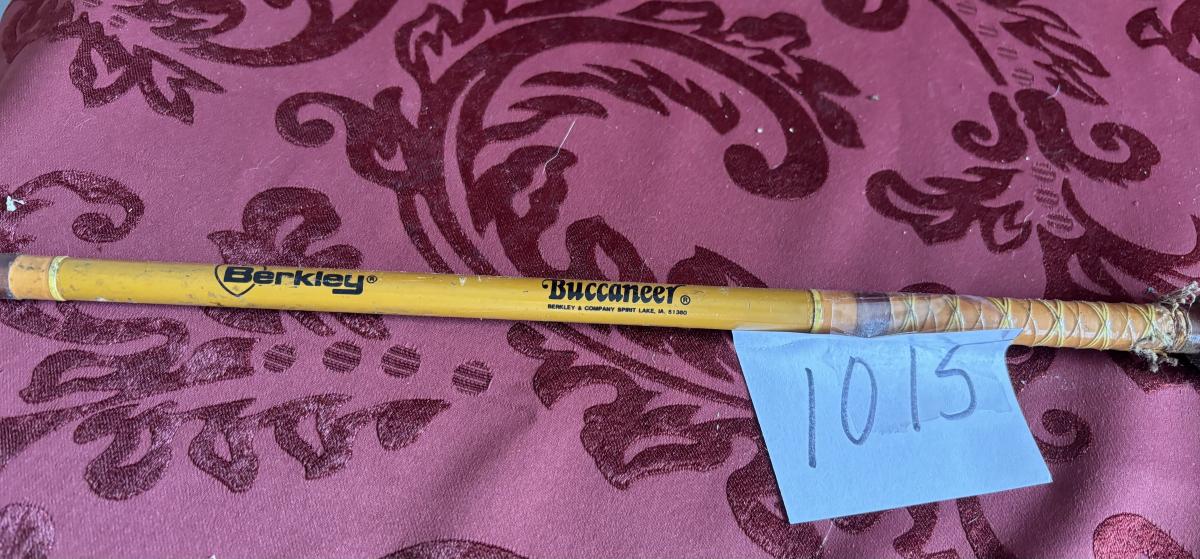 Berkley®
Buccaneer®
BERKLEY & COMPANY SPIRIT LAKE, IA. 51360
1015